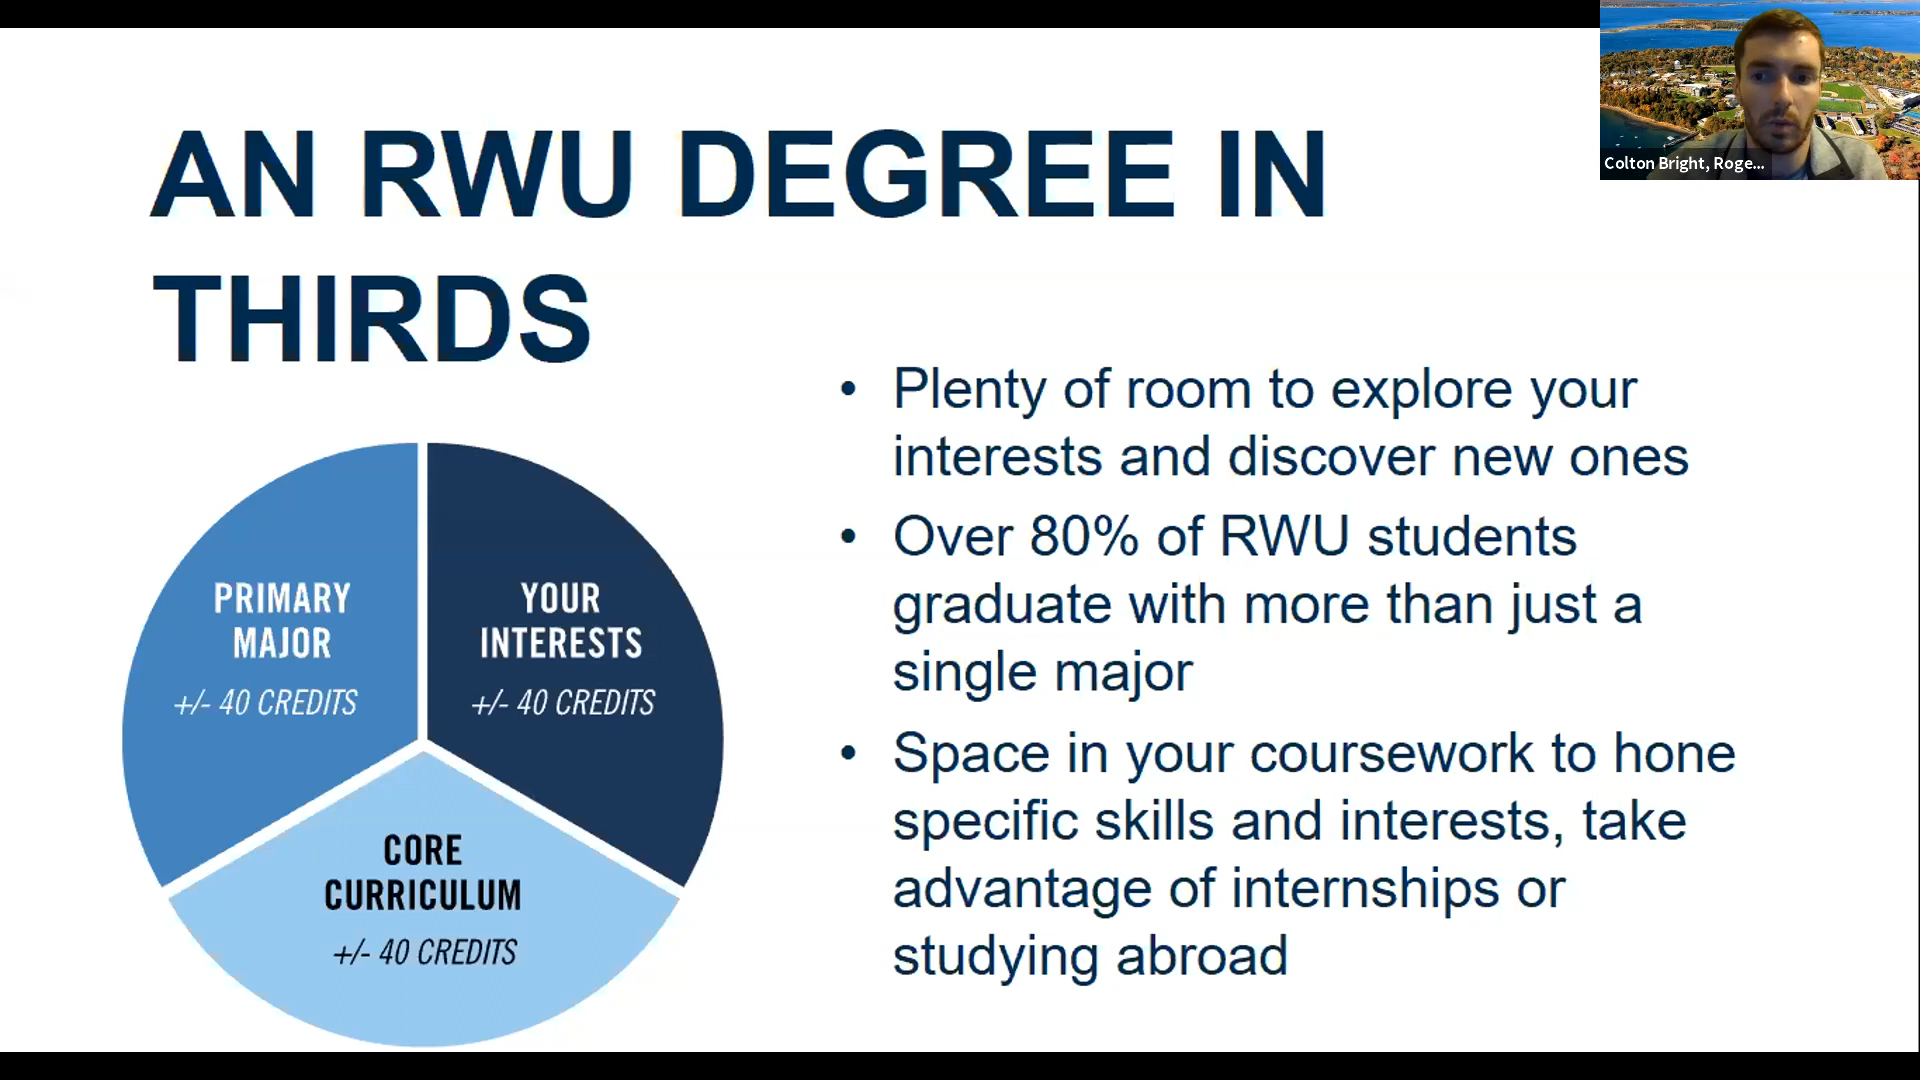 AN RWU DEGREE IN
THIRDS
Colton Bright, Roge...
PRIMARY
MAJOR
+/- 40 CREDITS
YOUR
INTERESTS
+/- 40 CREDITS
CORE
CURRICULUM
+/- 40 CREDITS
• Plenty of room to explore your
interests and discover new ones
• Over 80% of RWU students
graduate with more than just a
single major
• Space in your coursework to hone
specific skills and interests, take
advantage of internships or
studying abroad